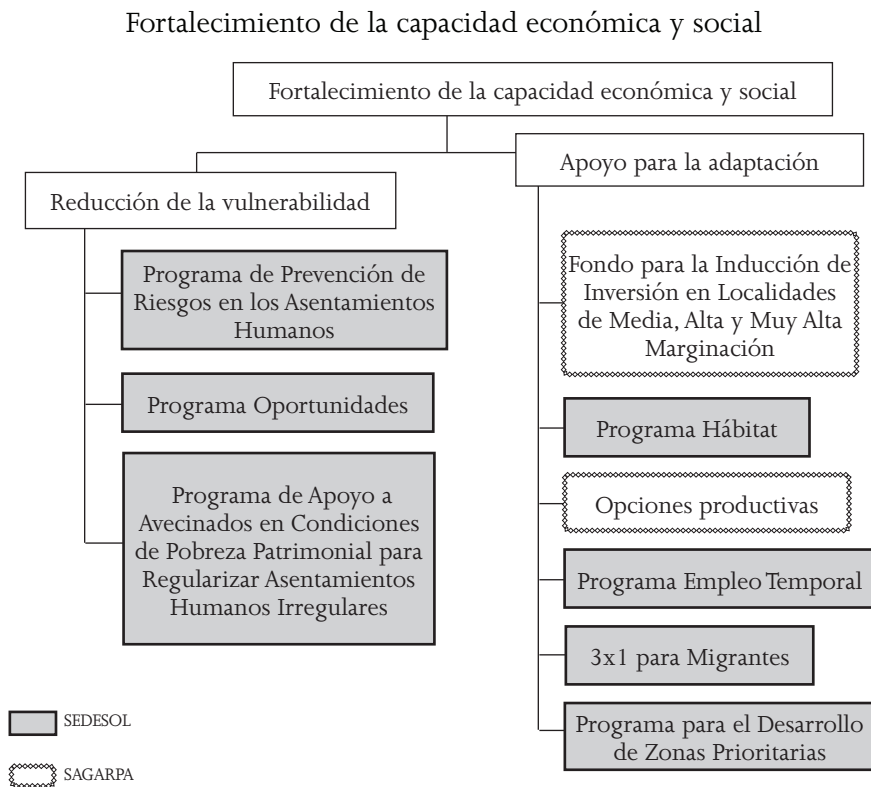 Fortalecimiento de la capacidad económica y social
Fortalecimiento de la capacidad económica y social
Reducción de la vulnerabilidad
Programa de Prevención de
Riesgos en los Asentamientos
Humanos
Programa Oportunidades
Programa de Apoyo a
Avecinados en Condiciones
de Pobreza Patrimonial para
Regularizar Asentamientos
Humanos Irregulares
Apoyo para la adaptación
Fondo para la Inducción de
Inversión en Localidades
de Media, Alta y Muy Alta
Marginación
Programa Hábitat
Opciones productivas
Programa Empleo Temporal
3x1 para Migrantes
Programa para el Desarrollo
de Zonas Prioritarias
SEDESOL
SAGARPA